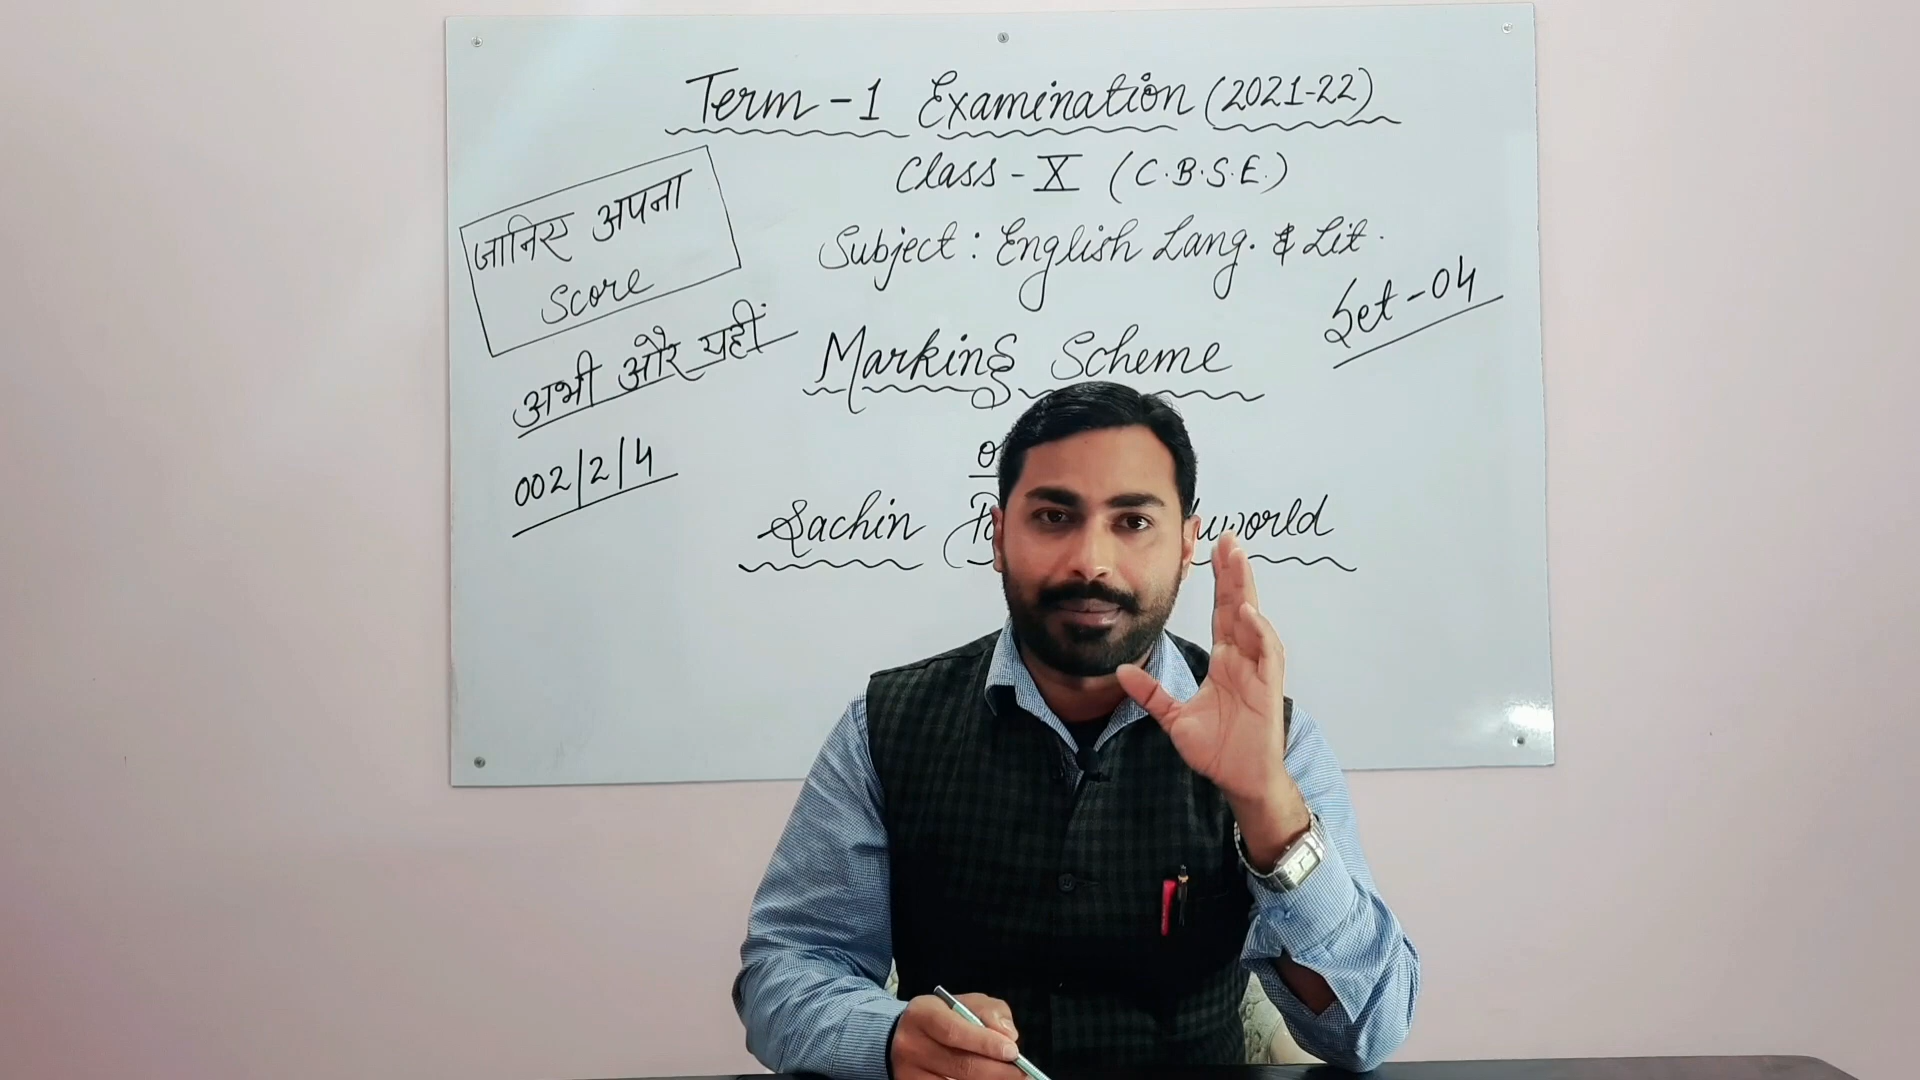 Term-1 Examination (2021-22)
Class-X (C.B.S.E.)
Subject: English Lang. & Lit.
Set-04
Marking Scheme
Sachin
जानिए अपना
Score
अभी और यहीं
002/2/4